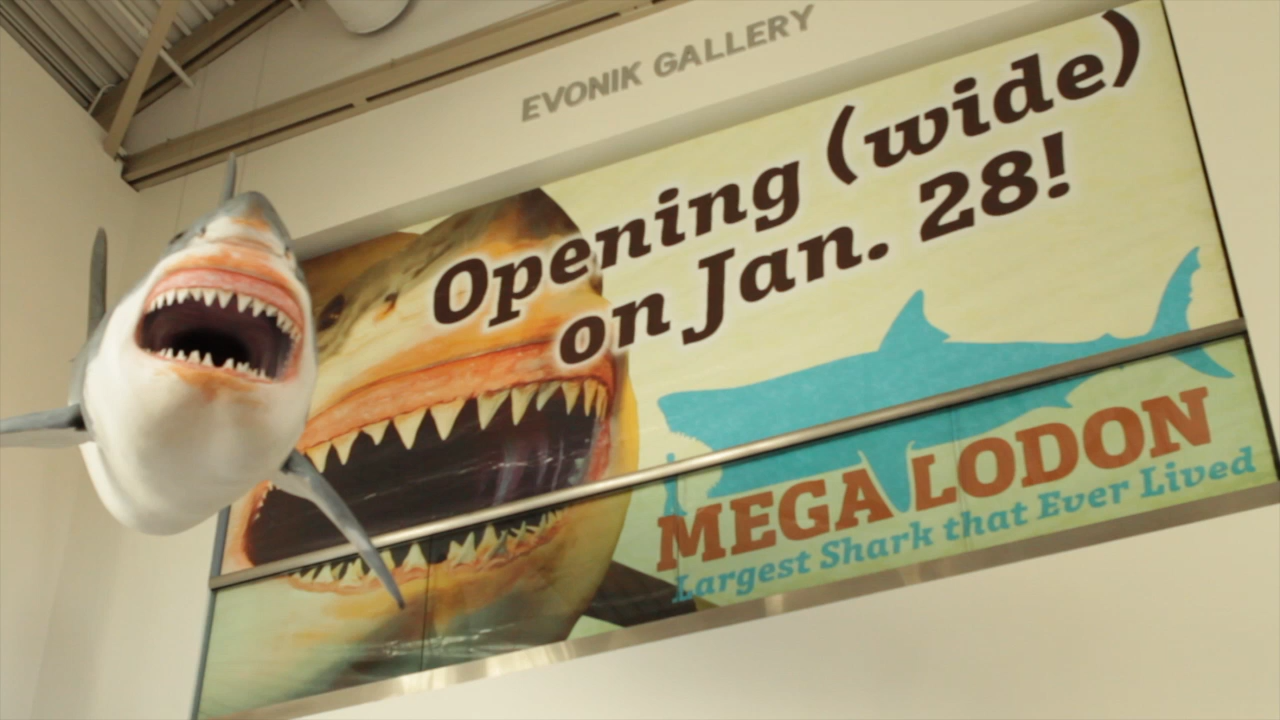 EVONIK GALLERY
Opening (wide)
on Jan. 28!
MEGALODON
Largest Shark that Ever Lived